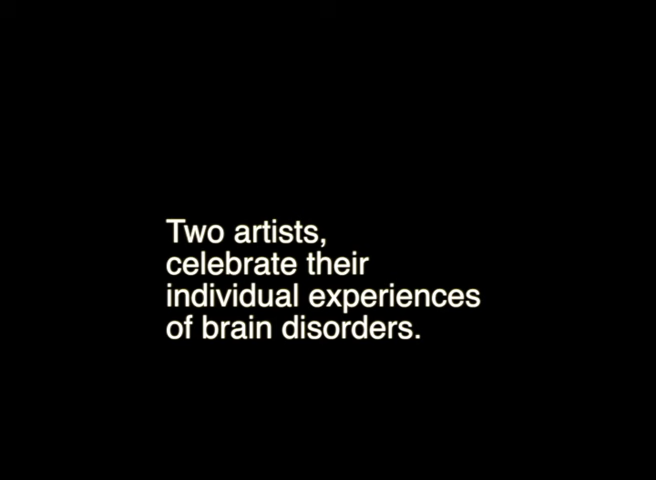 Two artists,
celebrate their
individual experiences
of brain disorders.